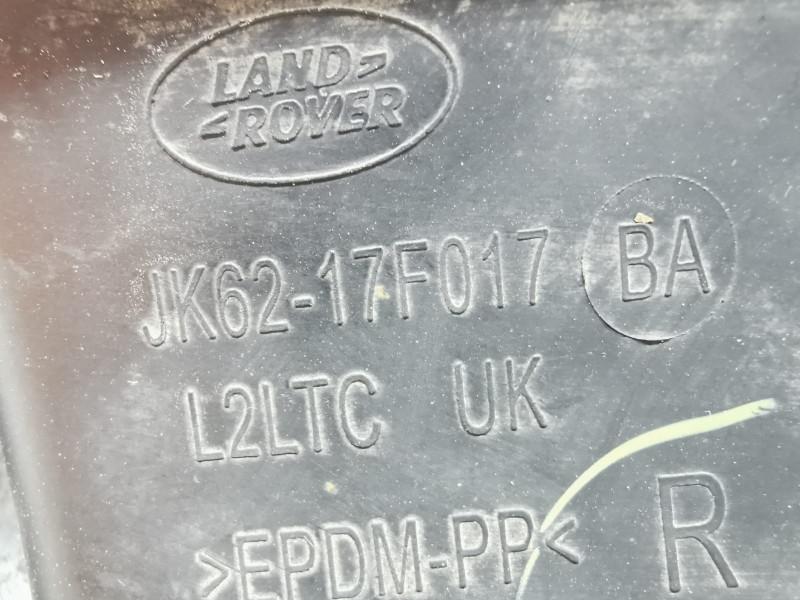 LAND
ROVER
JK62-17F017 BA
L2LTC UK
>EPDM-PP< R